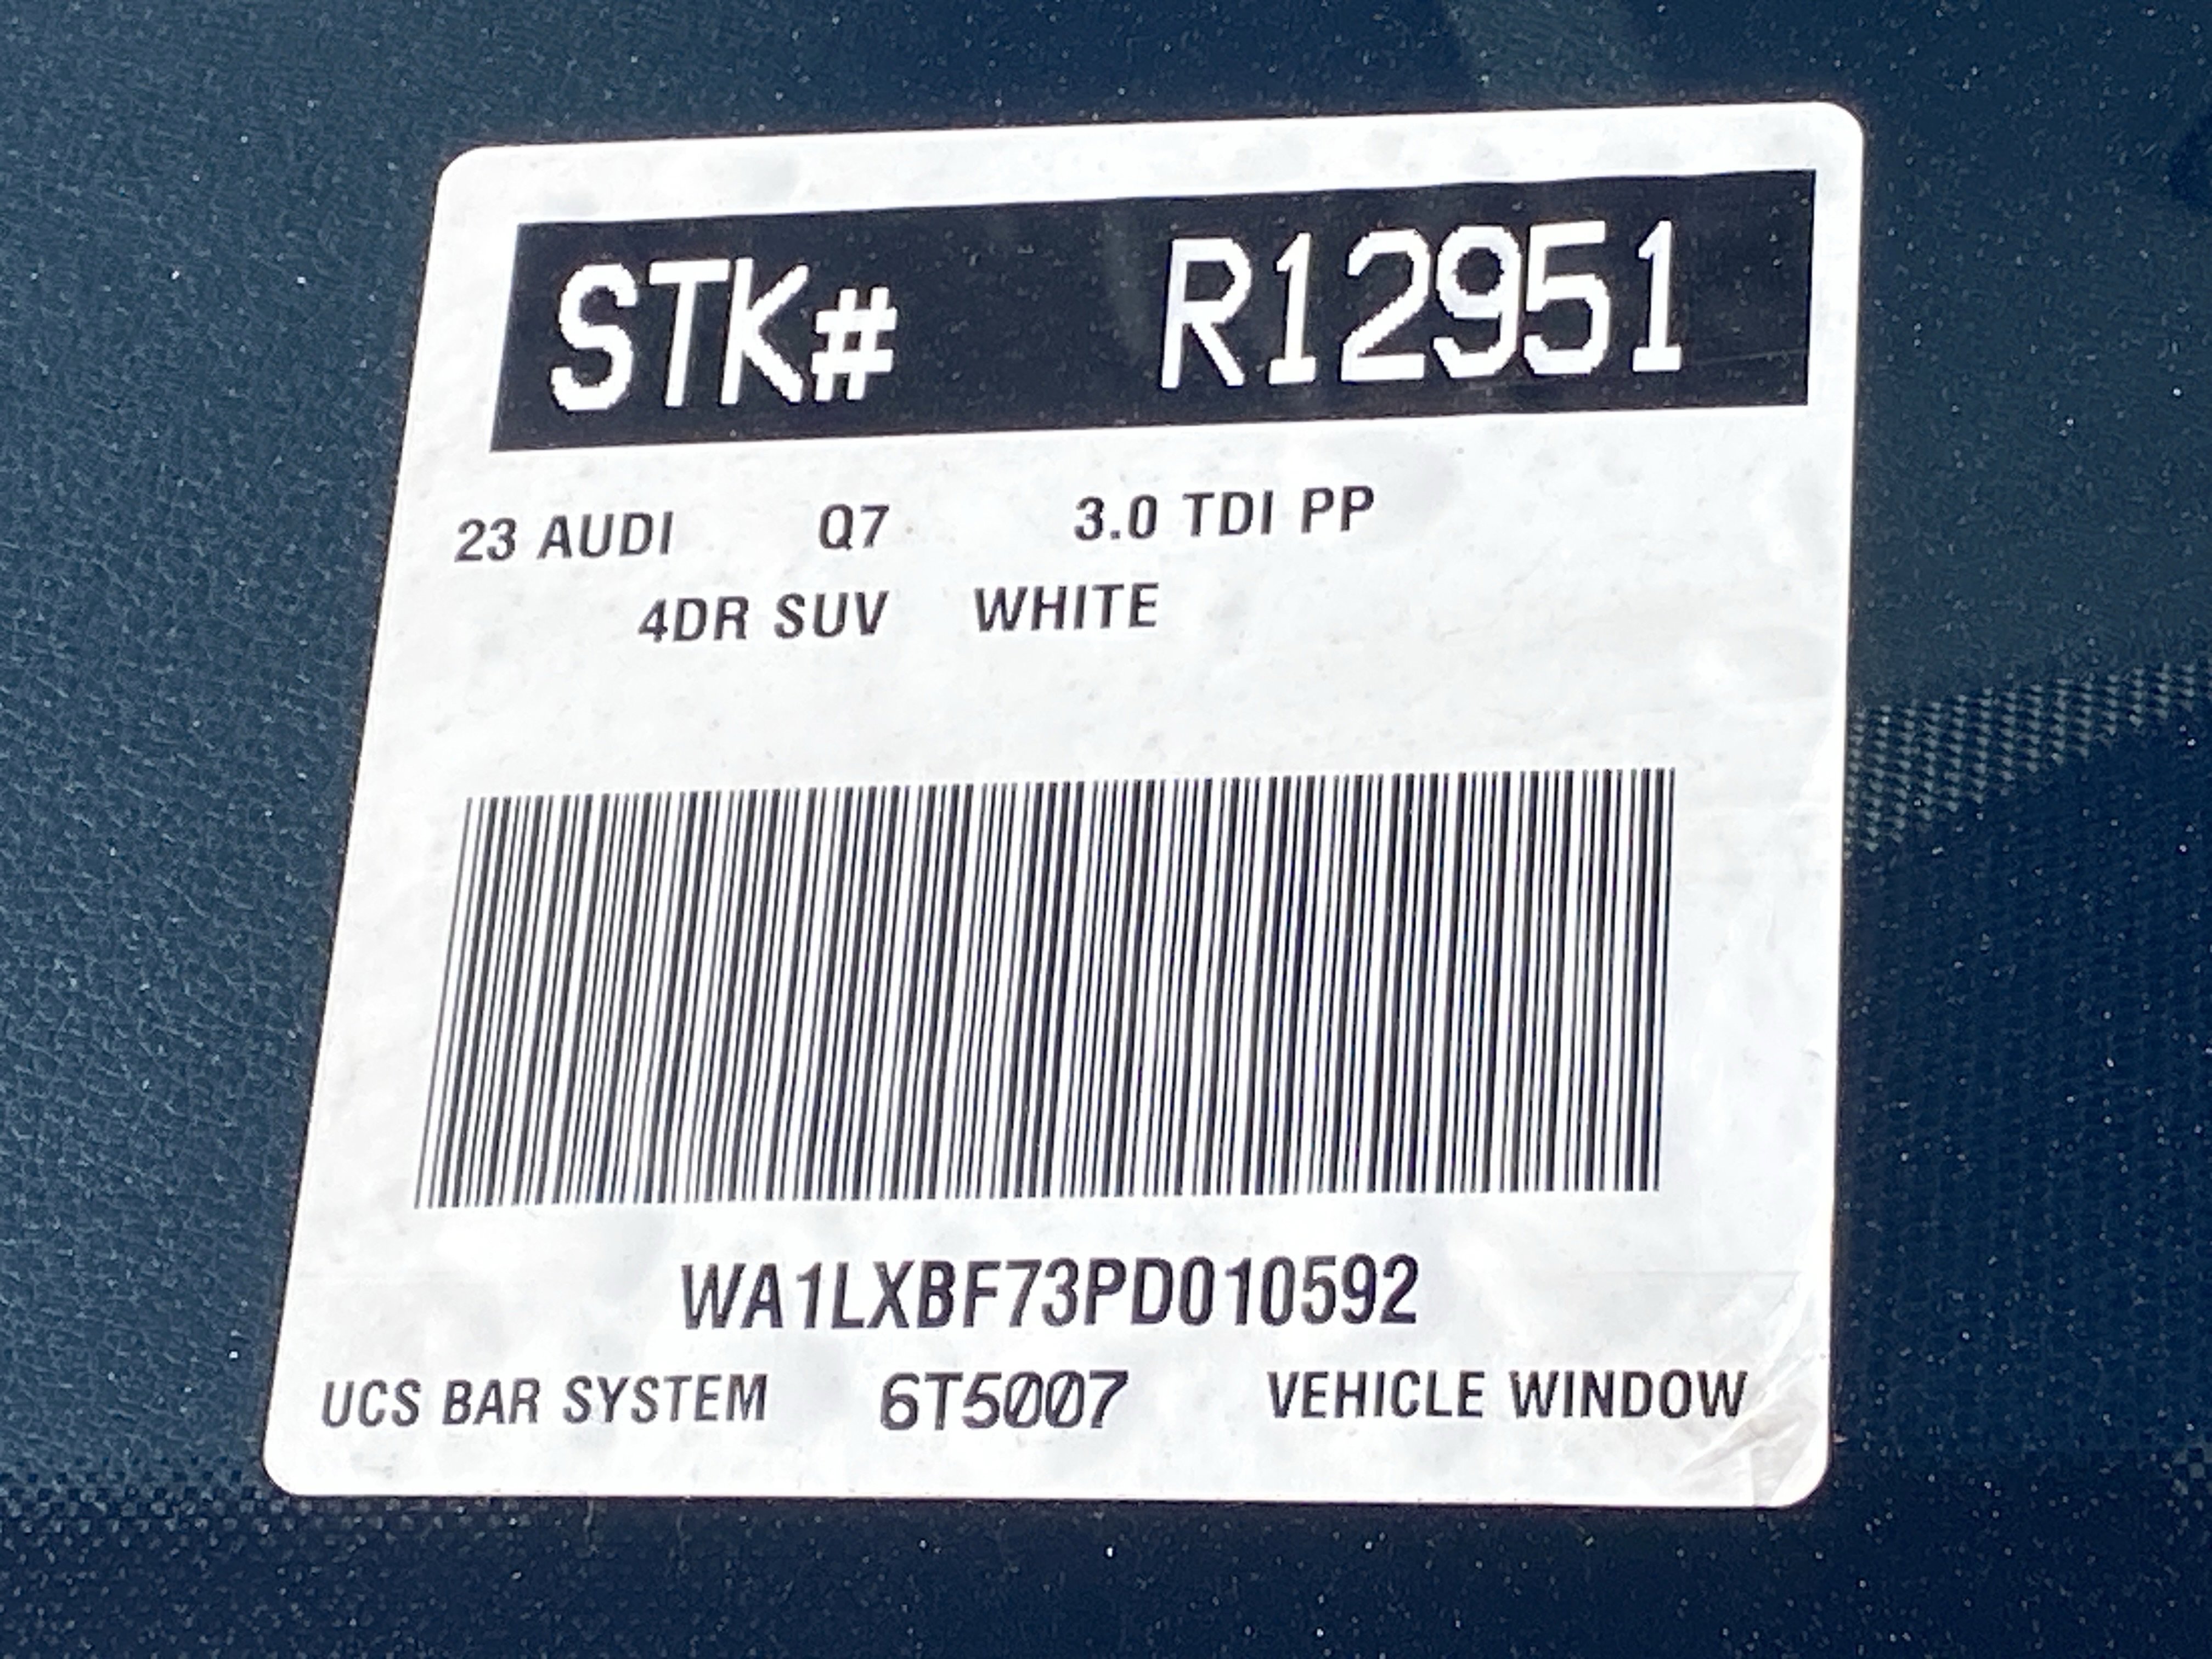 STK# R12951
23 AUDI Q7 3.0 TDI PP
4DR SUV WHITE
WA1LXBF73PD010592
UCS BAR SYSTEM 6T5007 VEHICLE WINDOW